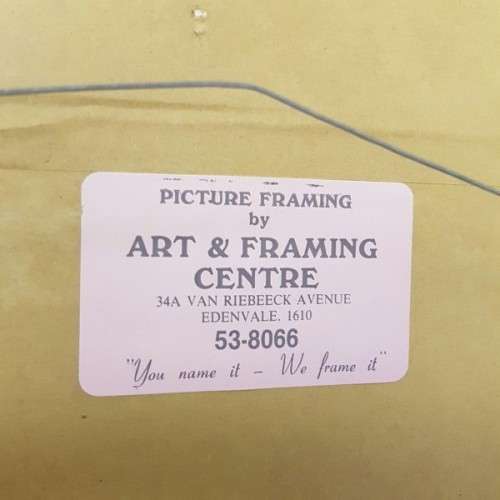 PICTURE FRAMING
by
ART & FRAMING
CENTRE
34A VAN RIEBEECK AVENUE
EDENVALE. 1610
53-8066
"You name it – We frame it"